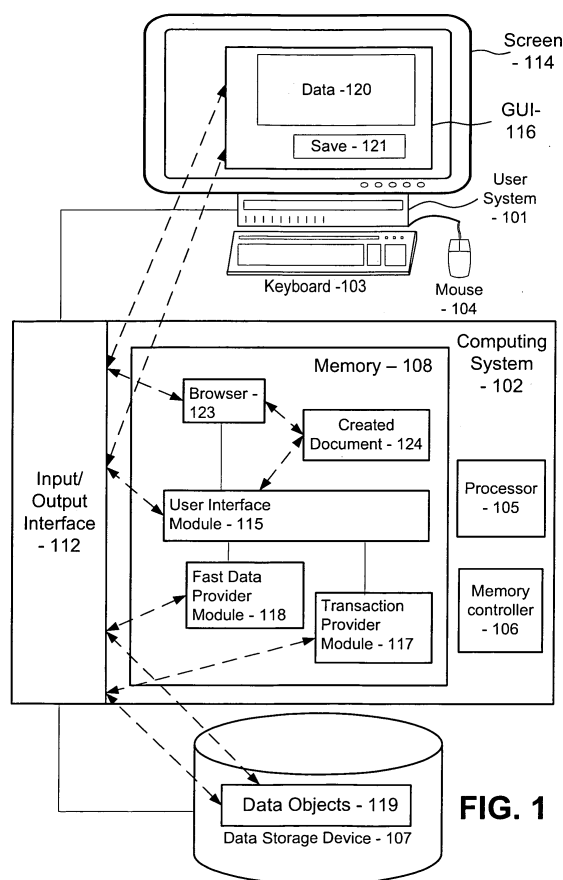 Screen
- 114
Data -120
GUI-
116
Save - 121
User
System
- 101
Keyboard -103
Mouse
- 104
Computing
System
- 102
Memory – 108
Browser -
123
Created
Document - 124
Input/
Output
Interface
- 112
User Interface
Module - 115
Processor
- 105
Fast Data
Provider
Module - 118
Transaction
Provider
Module - 117
Memory
controller
- 106
Data Objects - 119
Data Storage Device - 107
FIG. 1